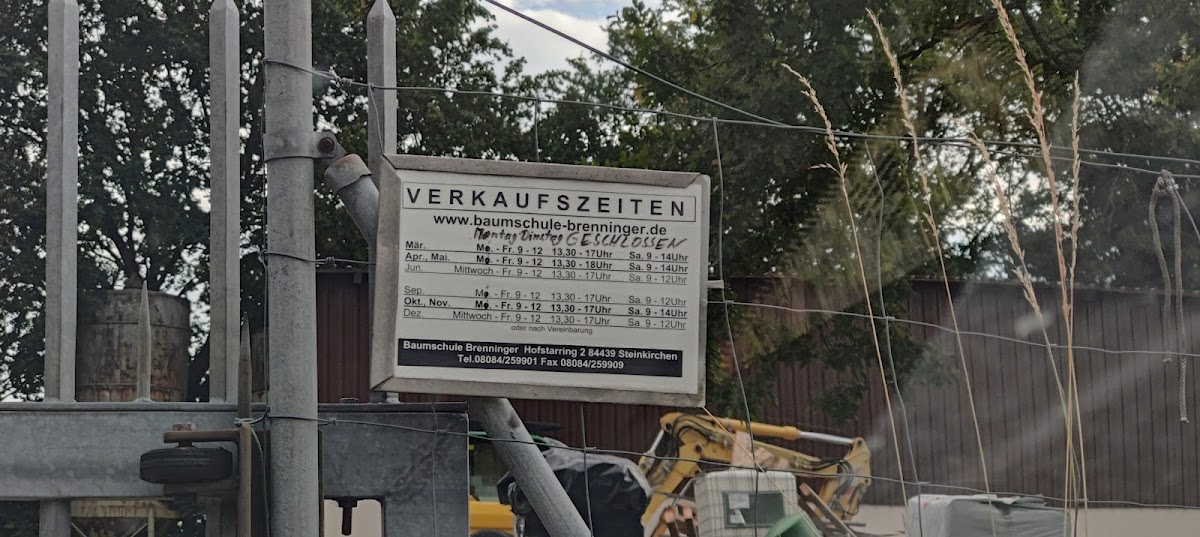 VERKAUFSZEITEN
www.baumschule-brenninger.de
Montag Dinstag GESCHLOSSEN
Mär. Mo. - Fr. 9 - 12 13,30 - 17Uhr Sa. 9 - 14Uhr
Apr., Mai. Mo. - Fr. 9 - 12 13,30 - 18Uhr Sa. 9 - 14Uhr
Jun. Mittwoch - Fr. 9 - 12 13,30 - 17Uhr Sa. 9 - 12Uhr
Sep. Mo. - Fr. 9 - 12 13,30 - 17Uhr Sa. 9 - 12Uhr
Okt., Nov. Mo. - Fr. 9 - 12 13,30 - 17Uhr Sa. 9 - 14Uhr
Dez. Mittwoch - Fr. 9 - 12 13,30 - 17Uhr Sa. 9 - 12Uhr
oder nach Vereinbarung
Baumschule Brenninger Hofstarring 2 84439 Steinkirchen
Tel.08084/259901 Fax 08084/259909